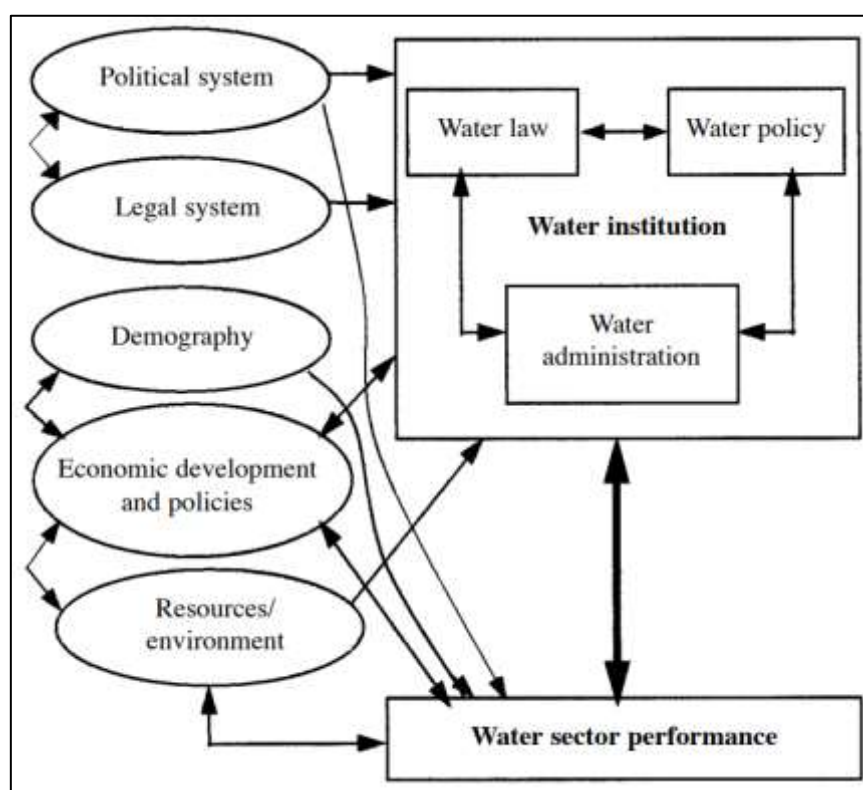 Political system
Legal system
Demography
Economic development
and policies
Resources/
environment
Water law
Water policy
Water institution
Water
administration
Water sector performance